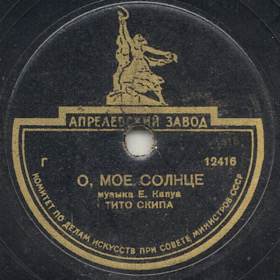 АПРЕЛЕВСКИЙ ЗАВОД
Г 12416
О, МОЕ СОЛНЦЕ
музыка Е. Капуа
ТИТО СКИПА
КОМИТЕТ ПО ДЕЛАМ ИСКУССТВ ПРИ СОВЕТЕ МИНИСТРОВ СССР